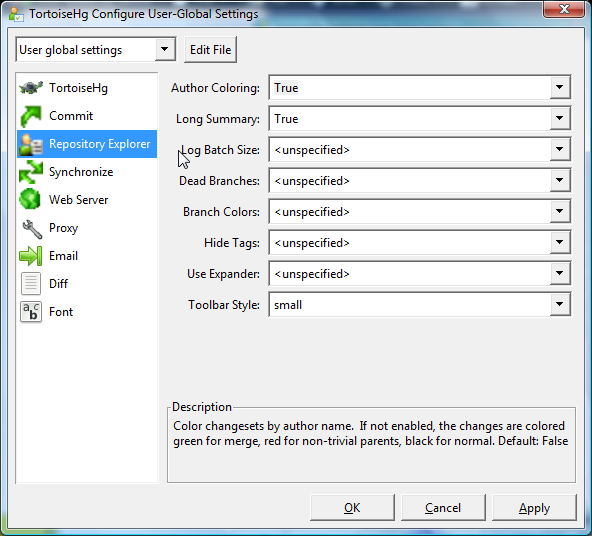 TortoiseHg Configure User-Global Settings
User global settings
Edit File
TortoiseHg
Commit
Repository Explorer
Synchronize
Web Server
Proxy
Email
Diff
a b c
Font
Author Coloring: True
Long Summary: True
Log Batch Size: <unspecified>
Dead Branches: <unspecified>
Branch Colors: <unspecified>
Hide Tags: <unspecified>
Use Expander: <unspecified>
Toolbar Style: small
Description
Color changesets by author name. If not enabled, the changes are colored
green for merge, red for non-trivial parents, black for normal. Default: False
OK
Cancel
Apply